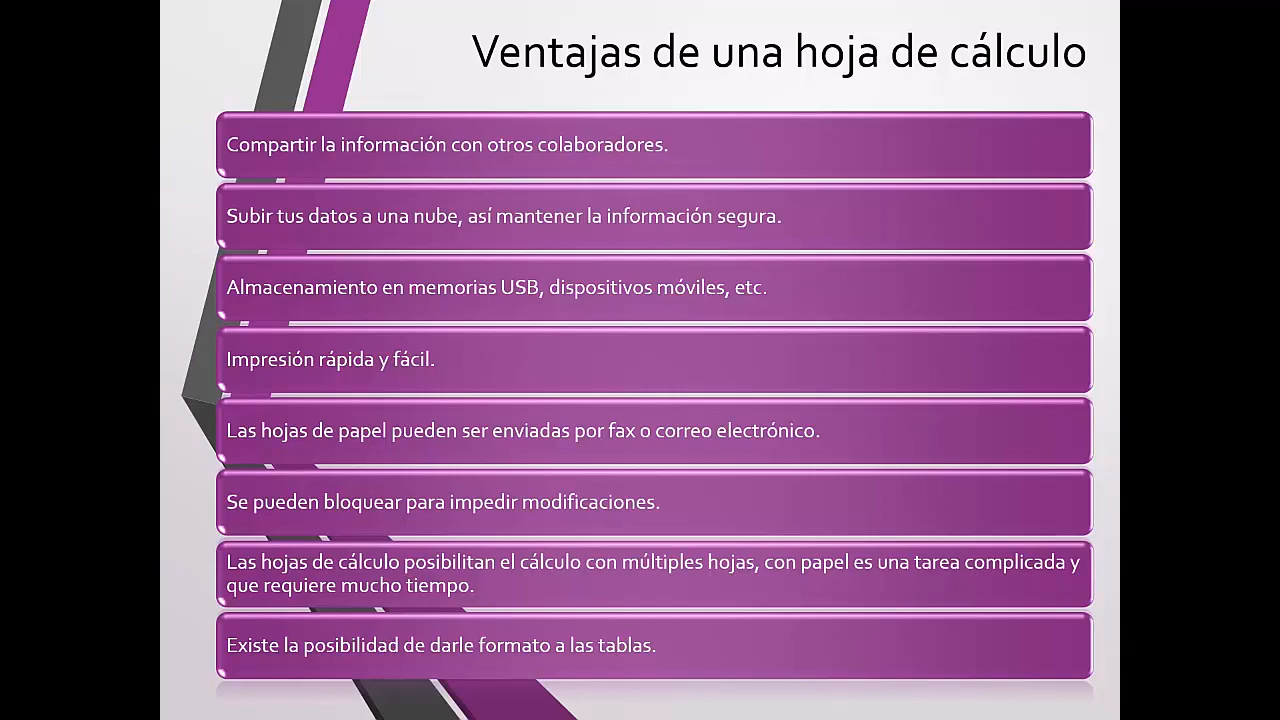 Ventajas de una hoja de cálculo
Compartir la información con otros colaboradores.
Subir tus datos a una nube, así mantener la información segura.
Almacenamiento en memorias USB, dispositivos móviles, etc.
Impresión rápida y fácil.
Las hojas de papel pueden ser enviadas por fax o correo electrónico.
Se pueden bloquear para impedir modificaciones.
Las hojas de cálculo posibilitan el cálculo con múltiples hojas, con papel es una tarea complicada y
que requiere mucho tiempo.
Existe la posibilidad de darle formato a las tablas.